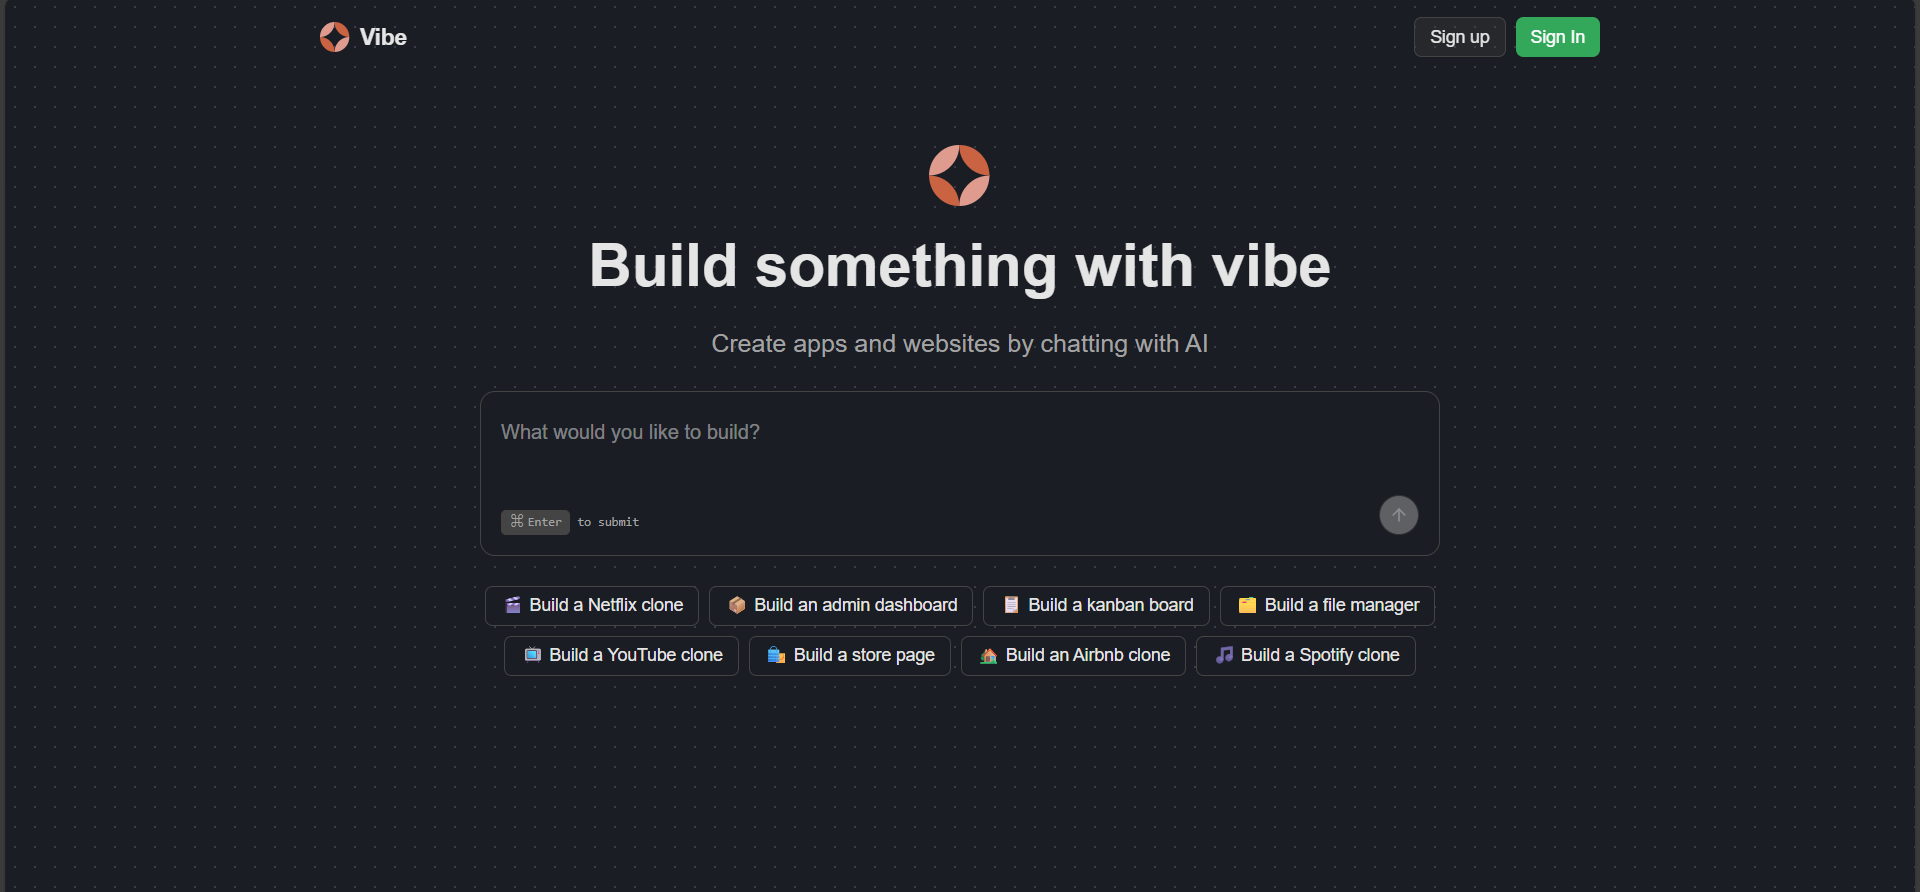 Vibe
Sign up
Sign In
Build something with vibe
Create apps and websites by chatting with AI
What would you like to build?
⌘ Enter to submit
Build a Netflix clone
Build an admin dashboard
Build a kanban board
Build a file manager
Build a YouTube clone
Build a store page
Build an Airbnb clone
Build a Spotify clone